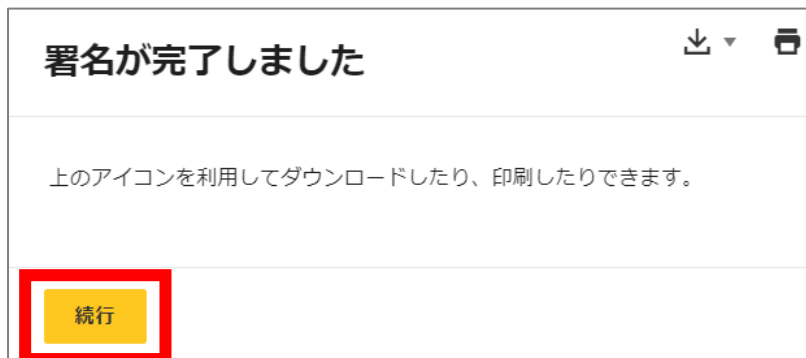 署名が完了しました
上のアイコンを利用してダウンロードしたり、印刷したりできます。
続行